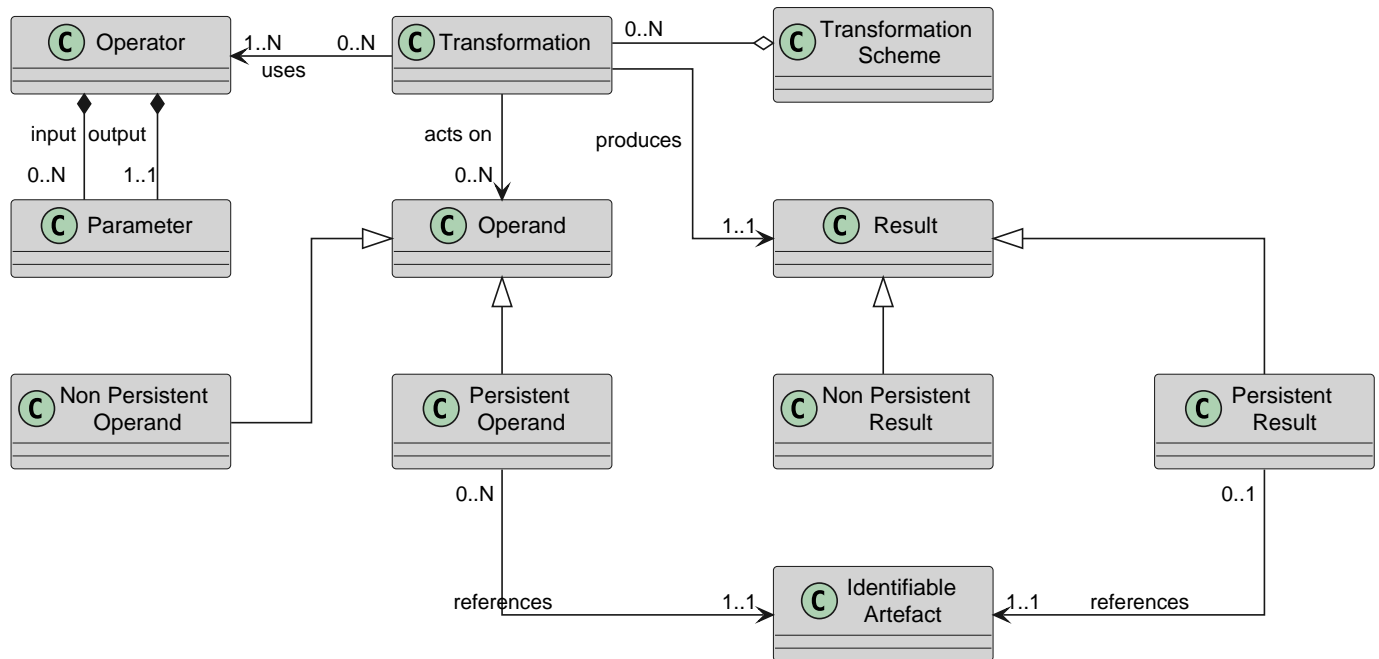 C Operator
1..N
0..N
uses
C Transformation
0..N
C Transformation
Scheme
input
output
0..N
1..1
acts on
0..N
produces
1..1
C Parameter
C Operand
C Result
C Non Persistent
Operand
C Persistent
Operand
C Non Persistent
Result
C Persistent
Result
0..N
0..1
references
1..1
C Identifiable
Artefact
1..1
references